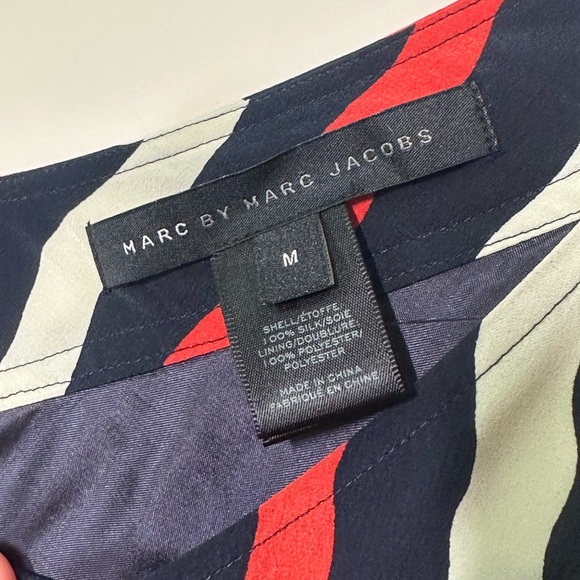 MARC BY MARC JACOBS
M
SHELL/ÉTOFFE,
100% SILK/SOIE
LINING/DOUBLURE,
100% POLYESTER/
POLYESTER
MADE IN CHINA
FABRIQUÉ EN CHINE